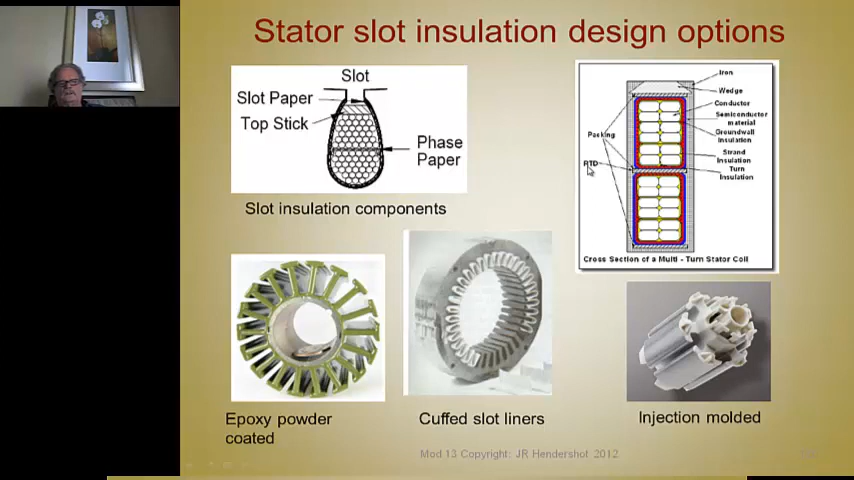 Stator slot insulation design options
Slot
Slot Paper
Top Stick
Phase
Paper
Slot insulation components
Iron
Wedge
Conductor
Semiconductor
material
Groundwall
Insulation
Strand
Insulation
Turn
Insulation
Packing
RTD
Cross Section of a Multi - Turn Stator Coil
Epoxy powder
coated
Cuffed slot liners
Injection molded
Mod 13 Copyright: JR Hendershot 2012